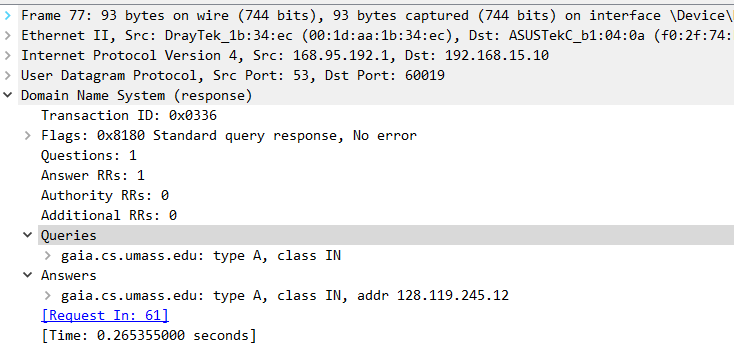 Frame 77: 93 bytes on wire (744 bits), 93 bytes captured (744 bits) on interface \Device\
Ethernet II, Src: DrayTek_1b:34:ec (00:1d:aa:1b:34:ec), Dst: ASUSTekC_b1:04:0a (f0:2f:74:
Internet Protocol Version 4, Src: 168.95.192.1, Dst: 192.168.15.10
User Datagram Protocol, Src Port: 53, Dst Port: 60019
Domain Name System (response)
Transaction ID: 0x0336
Flags: 0x8180 Standard query response, No error
Questions: 1
Answer RRs: 1
Authority RRs: 0
Additional RRs: 0
Queries
gaia.cs.umass.edu: type A, class IN
Answers
gaia.cs.umass.edu: type A, class IN, addr 128.119.245.12
[Request In: 61]
[Time: 0.265355000 seconds]